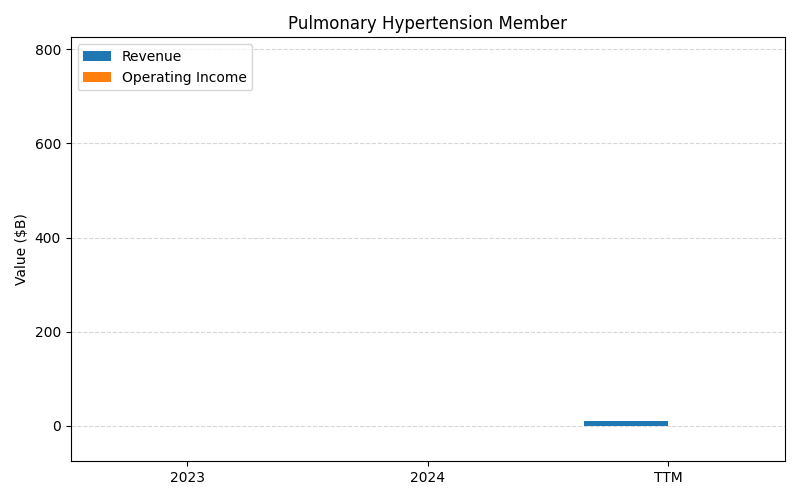 Pulmonary Hypertension Member
Revenue
Operating Income
Value ($B)
800
600
400
200
0
2023
2024
TTM